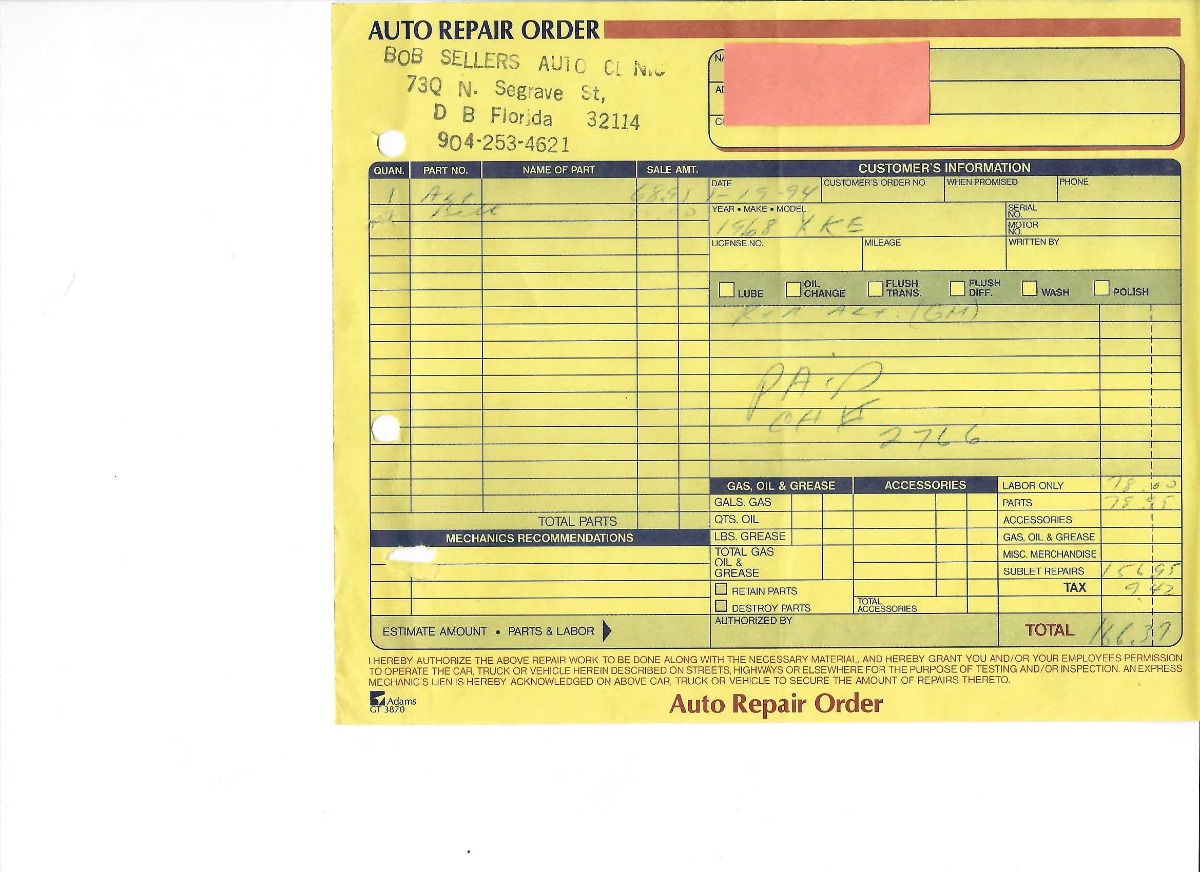 AUTO REPAIR ORDER
BOB SELLERS AUTO CLINIC
730 N. Segrave St,
D B Florida 32114
904-253-4621
QUAN. PART NO. NAME OF PART SALE AMT. CUSTOMER'S INFORMATION
DATE CUSTOMER'S ORDER NO. WHEN PROMISED PHONE
1 Alt 68.95 1-19-94
10.00
YEAR • MAKE • MODEL SERIAL NO.
1968 XKE MOTOR NO.
LICENSE NO. MILEAGE WRITTEN BY
LUBE OIL CHANGE FLUSH TRANS. FLUSH DIFF. WASH POLISH
ALT. (GM)
PAID
CH
2766
GAS, OIL & GREASE ACCESSORIES LABOR ONLY 78.00
GALS. GAS PARTS 78.95
TOTAL PARTS QTS. OIL ACCESSORIES
MECHANICS RECOMMENDATIONS LBS. GREASE GAS, OIL & GREASE
TOTAL GAS OIL & GREASE MISC. MERCHANDISE
SUBLET REPAIRS 156.95
RETAIN PARTS TAX 9.42
DESTROY PARTS TOTAL ACCESSORIES
ESTIMATE AMOUNT • PARTS & LABOR AUTHORIZED BY TOTAL 166.37
I HEREBY AUTHORIZE THE ABOVE REPAIR WORK TO BE DONE ALONG WITH THE NECESSARY MATERIAL, AND HEREBY GRANT YOU AND/OR YOUR EMPLOYEES PERMISSION
TO OPERATE THE CAR, TRUCK OR VEHICLE HEREIN DESCRIBED ON STREETS, HIGHWAYS OR ELSEWHERE FOR THE PURPOSE OF TESTING AND/OR INSPECTION. AN EXPRESS
MECHANIC'S LIEN IS HEREBY ACKNOWLEDGED ON ABOVE CAR, TRUCK OR VEHICLE TO SECURE THE AMOUNT OF REPAIRS THERETO.
Adams
GT 3870
Auto Repair Order